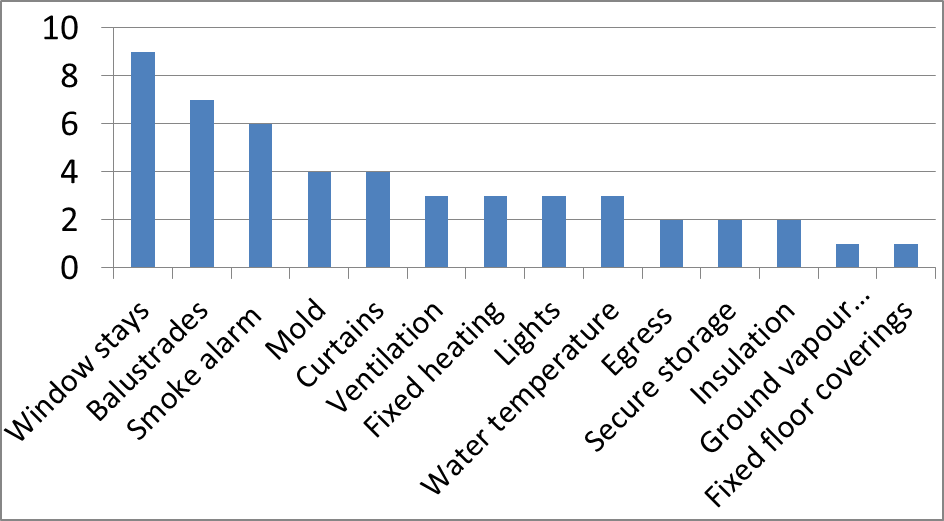 10
8
6
4
2
0
Window stays
Balustrades
Smoke alarm
Mold
Curtains
Ventilation
Fixed heating
Lights
Water temperature
Egress
Secure storage
Insulation
Ground vapour...
Fixed floor coverings